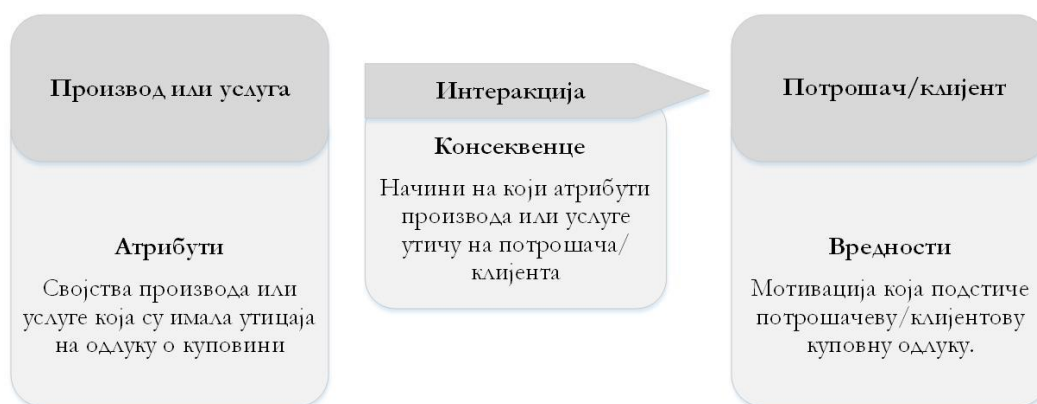 Производ или услуга
Атрибути
Својства производа или
услуге која су имала утицаја
на одлуку о куповини
Интеракција
Консеквенце
Начини на који атрибути
производа или услуге
утичу на потрошача/
клијента
Потрошач/клијент
Вредности
Мотивација која подстиче
потрошачеву/клијентову
куповну одлуку.